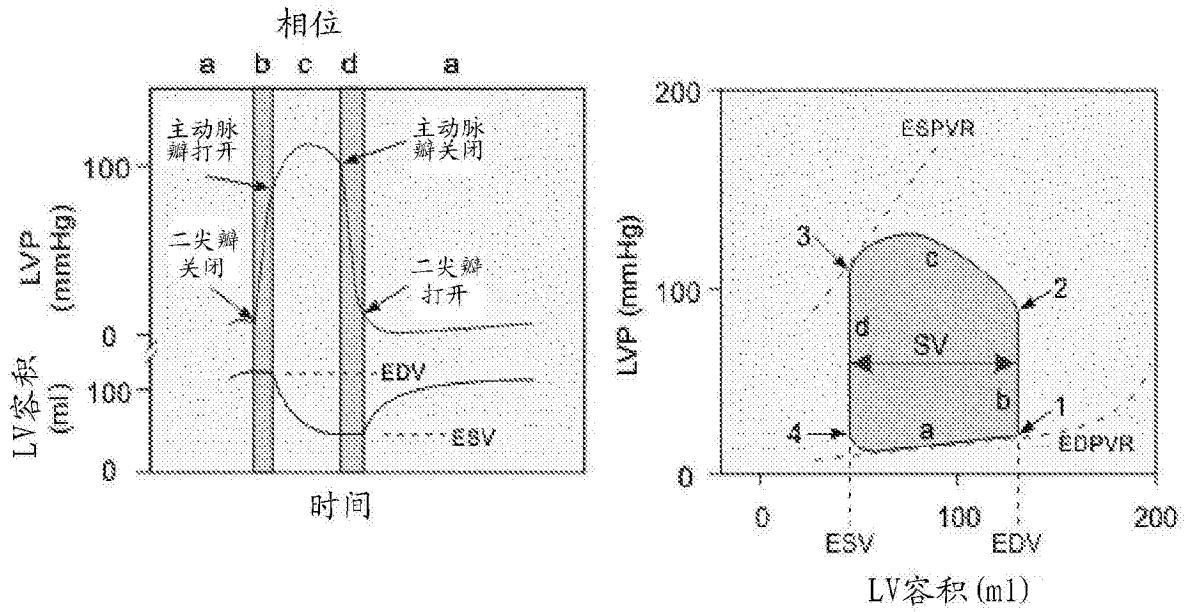 相位
a b c d a
主动脉
瓣打开
主动脉
瓣关闭
二尖瓣
关闭
二尖瓣
打开
LVP
(mmHg)
100
0
LV容积
(ml)
100
0
EDV
ESV
时间
200
100
0
LVP (mmHg)
ESPVR
3
c
2
d
SV
b
1
4
a
EDPVR
0
100
200
ESV
EDV
LV容积(ml)